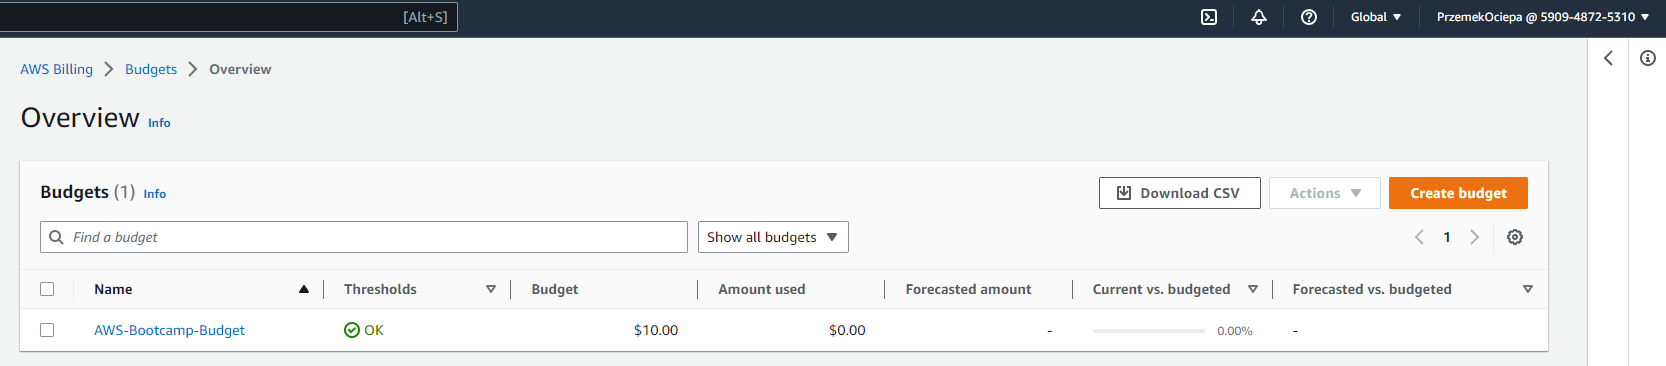 [Alt+S] Global PrzemekOciepa @ 5909-4872-5310
AWS Billing Budgets Overview
Overview Info
Budgets (1) Info Download CSV Actions Create budget
Find a budget Show all budgets 1
Name Thresholds Budget Amount used Forecasted amount Current vs. budgeted Forecasted vs. budgeted
AWS-Bootcamp-Budget OK $10.00 $0.00 - 0.00% -